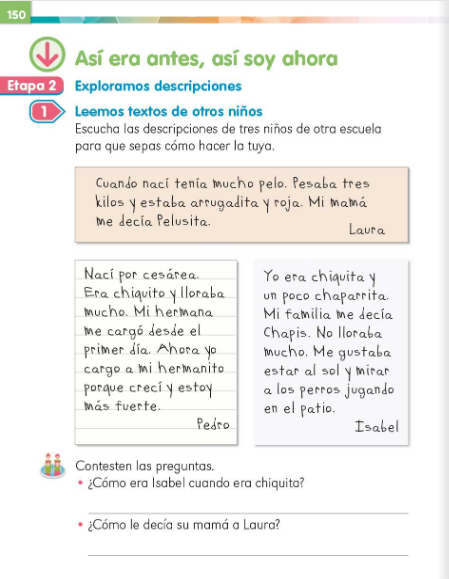 150
Así era antes, así soy ahora
Etapa 2
Exploramos descripciones
1
Leemos textos de otros niños
Escucha las descripciones de tres niños de otra escuela
para que sepas cómo hacer la tuya.
Cuando nací tenía mucho pelo. Pesaba tres
kilos y estaba arrugadita y roja. Mi mamá
me decía Pelusita.
Laura
Nací por cesárea.
Era chiquito y lloraba
mucho. Mi hermana
me cargó desde el
primer día. Ahora yo
cargo a mi hermanito
porque crecí y estoy
más fuerte.
Pedro
Yo era chiquita y
un poco chaparrita.
Mi familia me decía
Chapis. No lloraba
mucho. Me gustaba
estar al sol y mirar
a los perros jugando
en el patio.
Isabel
Contesten las preguntas.
• ¿Cómo era Isabel cuando era chiquita?
• ¿Cómo le decía su mamá a Laura?